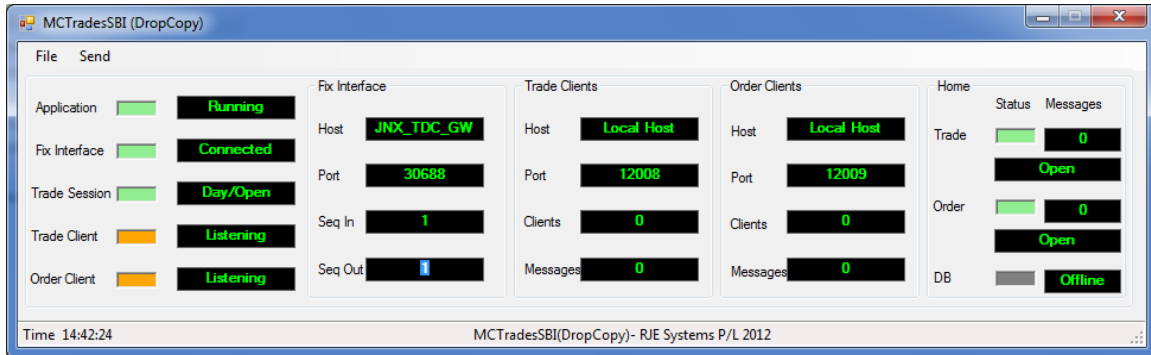 MCTradesSBI (DropCopy)
File Send
Application Running
Fix Interface Connected
Trade Session Day/Open
Trade Client Listening
Order Client Listening
Fix Interface
Host JNX_TDC_GW
Port 30688
Seq In 1
Seq Out 1
Trade Clients
Host Local Host
Port 12008
Clients 0
Messages 0
Order Clients
Host Local Host
Port 12009
Clients 0
Messages 0
Home
Status Messages
Trade 0
Open
Order 0
Open
DB Offline
Time 14:42:24 MCTradesSBI(DropCopy)- RJE Systems P/L 2012